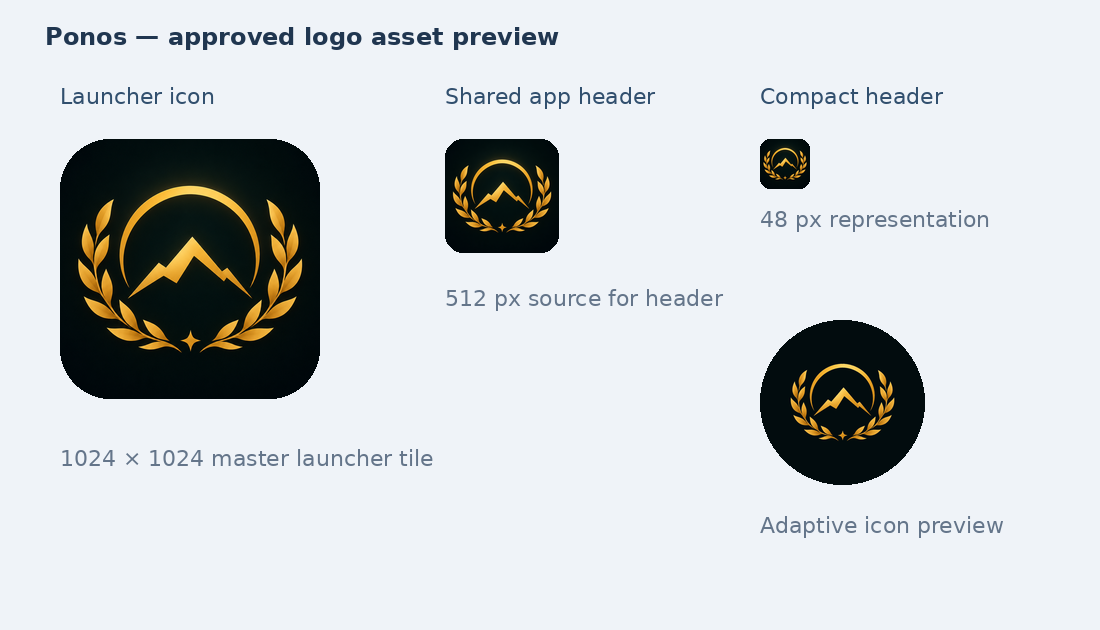 Ponos — approved logo asset preview
Launcher icon
Shared app header
Compact header
48 px representation
512 px source for header
1024 × 1024 master launcher tile
Adaptive icon preview